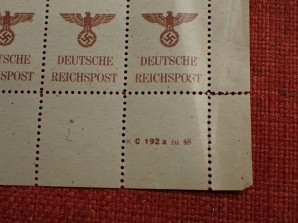 DEUTSCHE DEUTSCHE
REICHSPOST REICHSPOST
× C 192 a zu 48